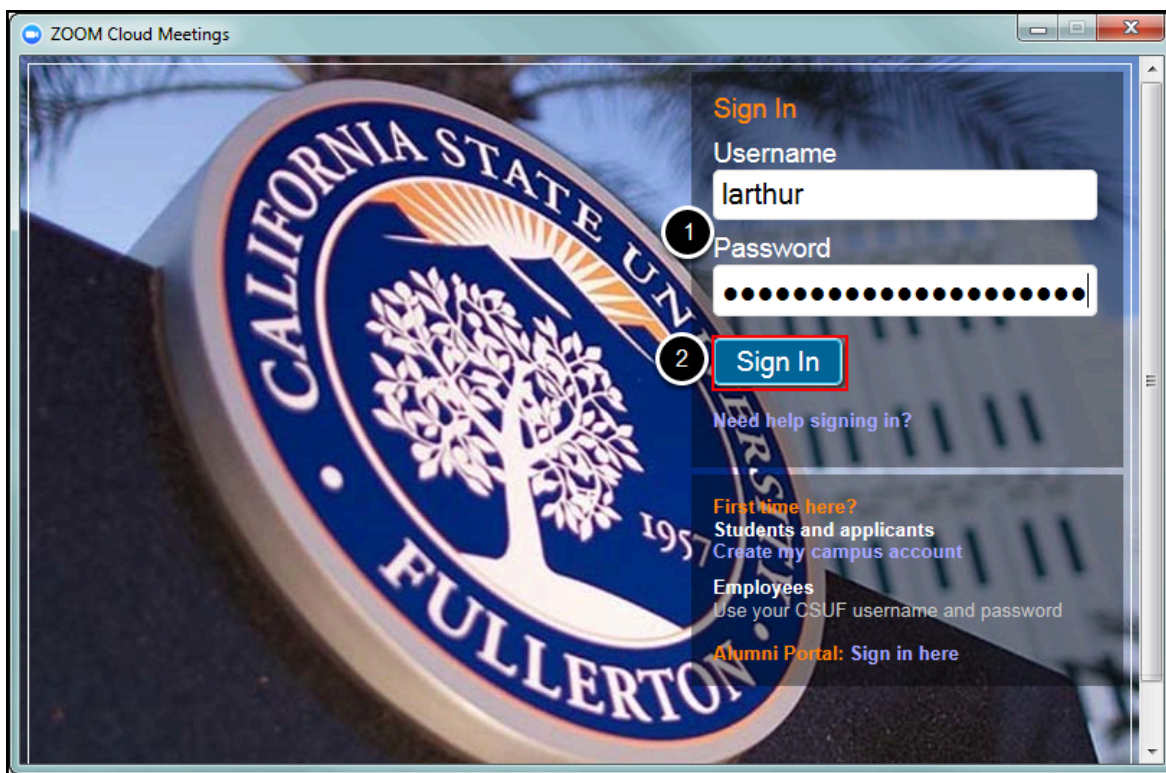 ZOOM Cloud Meetings
CALIFORNIA STATE UNIVERSITY
FULLERTON
1957
Sign In
Username
larthur
1
Password
●●●●●●●●●●●●●●●●●●●●●
2
Sign In
Need help signing in?
First time here?
Students and applicants
Create my campus account
Employees
Use your CSUF username and password
Alumni Portal: Sign in here